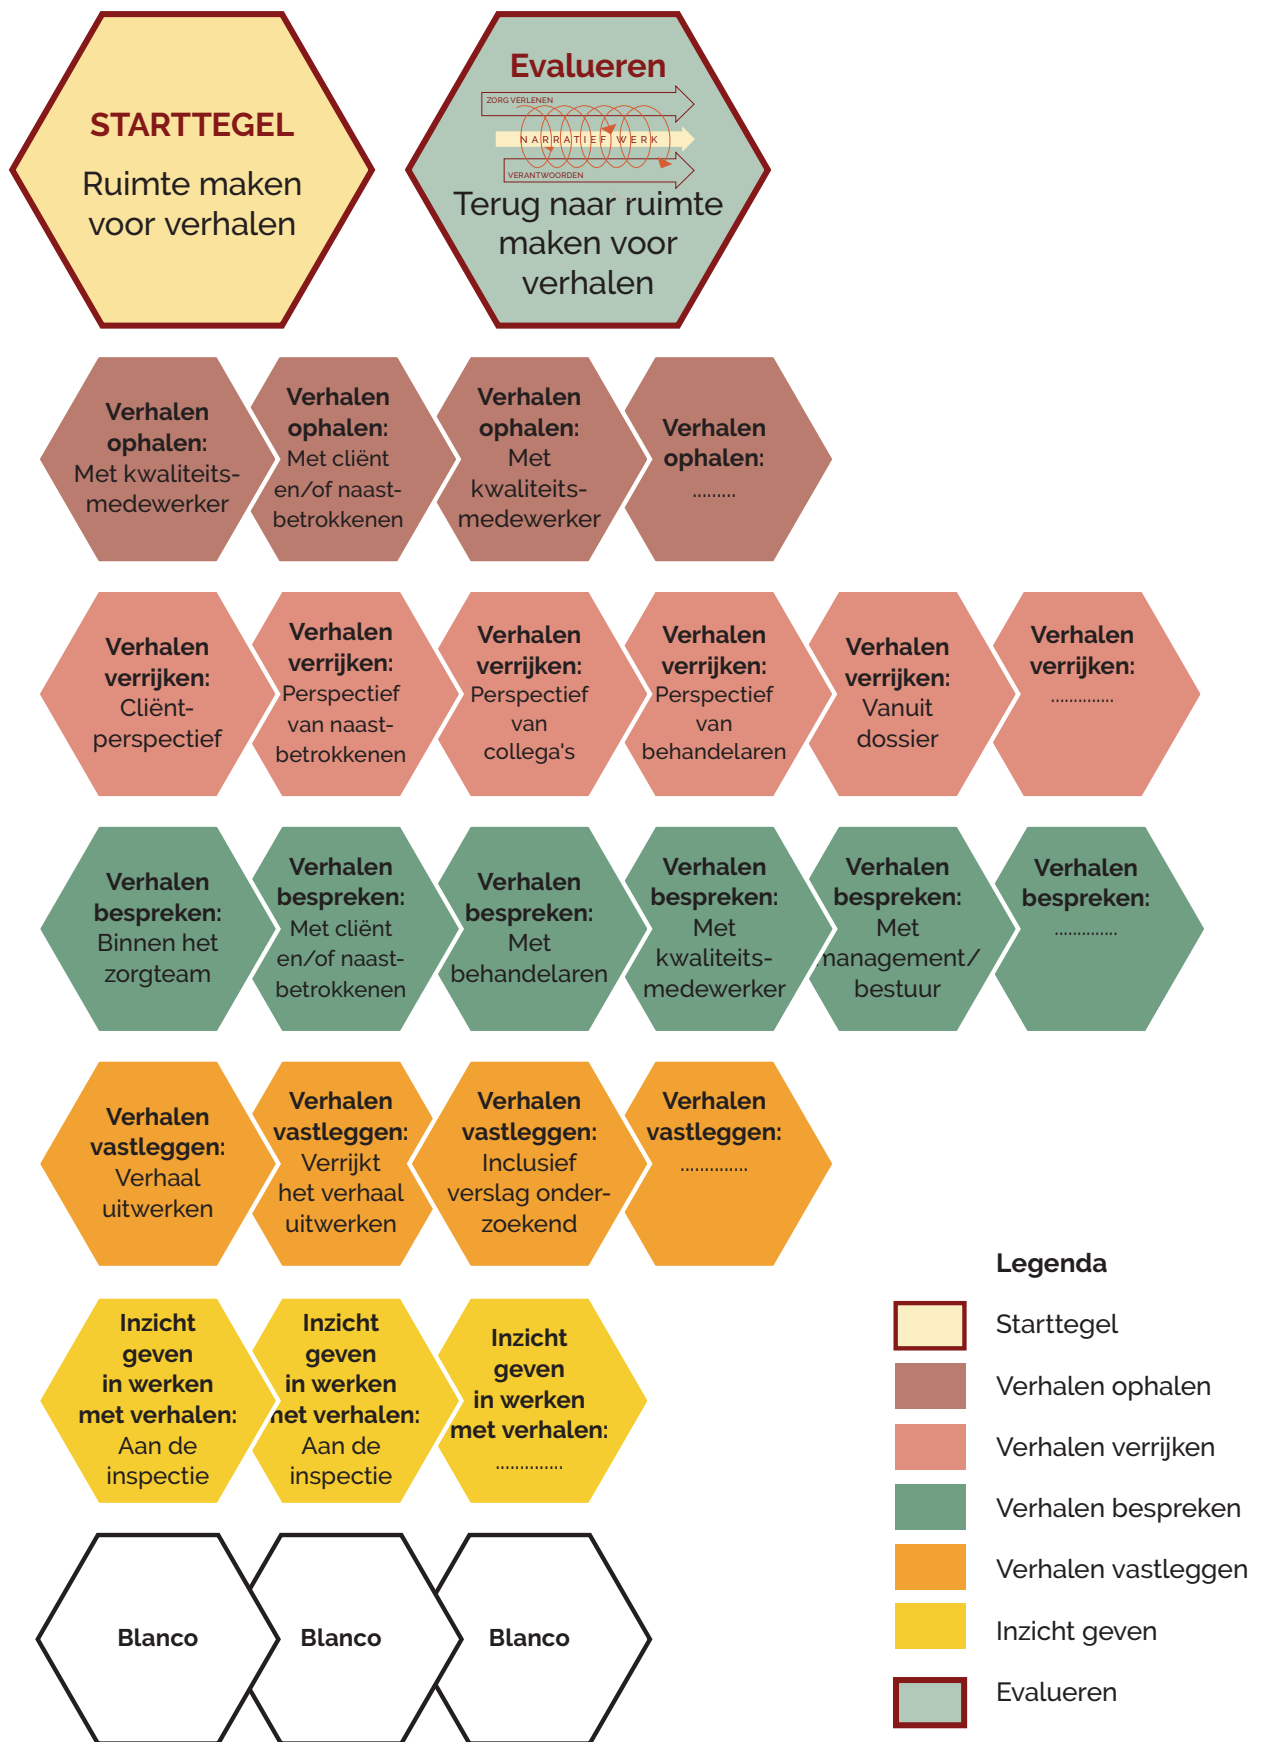 STARTTEGEL
Ruimte maken
voor verhalen
Evalueren
ZORG VERLENEN
NARRATIEF WERK
VERANTWOORDEN
Terug naar ruimte
maken voor
verhalen
Verhalen
ophalen:
Met kwaliteits-
medewerker
Verhalen
ophalen:
Met cliënt
en/of naast-
betrokkenen
Verhalen
ophalen:
Met
kwaliteits-
medewerker
Verhalen
ophalen:
.........
Verhalen
verrijken:
Cliënt-
perspectief
Verhalen
verrijken:
Perspectief
van naast-
betrokkenen
Verhalen
verrijken:
Perspectief
van
collega's
Verhalen
verrijken:
Perspectief
van
behandelaren
Verhalen
verrijken:
Vanuit
dossier
Verhalen
verrijken:
..............
Verhalen
bespreken:
Binnen het
zorgteam
Verhalen
bespreken:
Met cliënt
en/of naast-
betrokkenen
Verhalen
bespreken:
Met
behandelaren
Verhalen
bespreken:
Met
kwaliteits-
medewerker
Verhalen
bespreken:
Met
management/
bestuur
Verhalen
bespreken:
..............
Verhalen
vastleggen:
Verhaal
uitwerken
Verhalen
vastleggen:
Verrijkt
het verhaal
uitwerken
Verhalen
vastleggen:
Inclusief
verslag onder-
zoekend
Verhalen
vastleggen:
..............
Inzicht
geven
in werken
met verhalen:
Aan de
inspectie
Inzicht
geven
in werken
met verhalen:
Aan de
inspectie
Inzicht
geven
in werken
met verhalen:
..............
Blanco
Blanco
Blanco
Legenda
Starttegel
Verhalen ophalen
Verhalen verrijken
Verhalen bespreken
Verhalen vastleggen
Inzicht geven
Evalueren